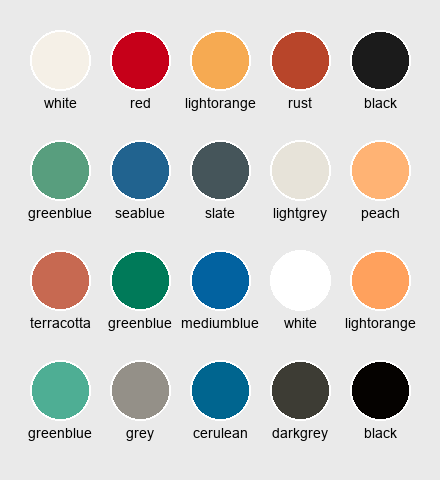 white red lightorange rust black
greenblue seablue slate lightgrey peach
terracotta greenblue mediumblue white lightorange
greenblue grey cerulean darkgrey black